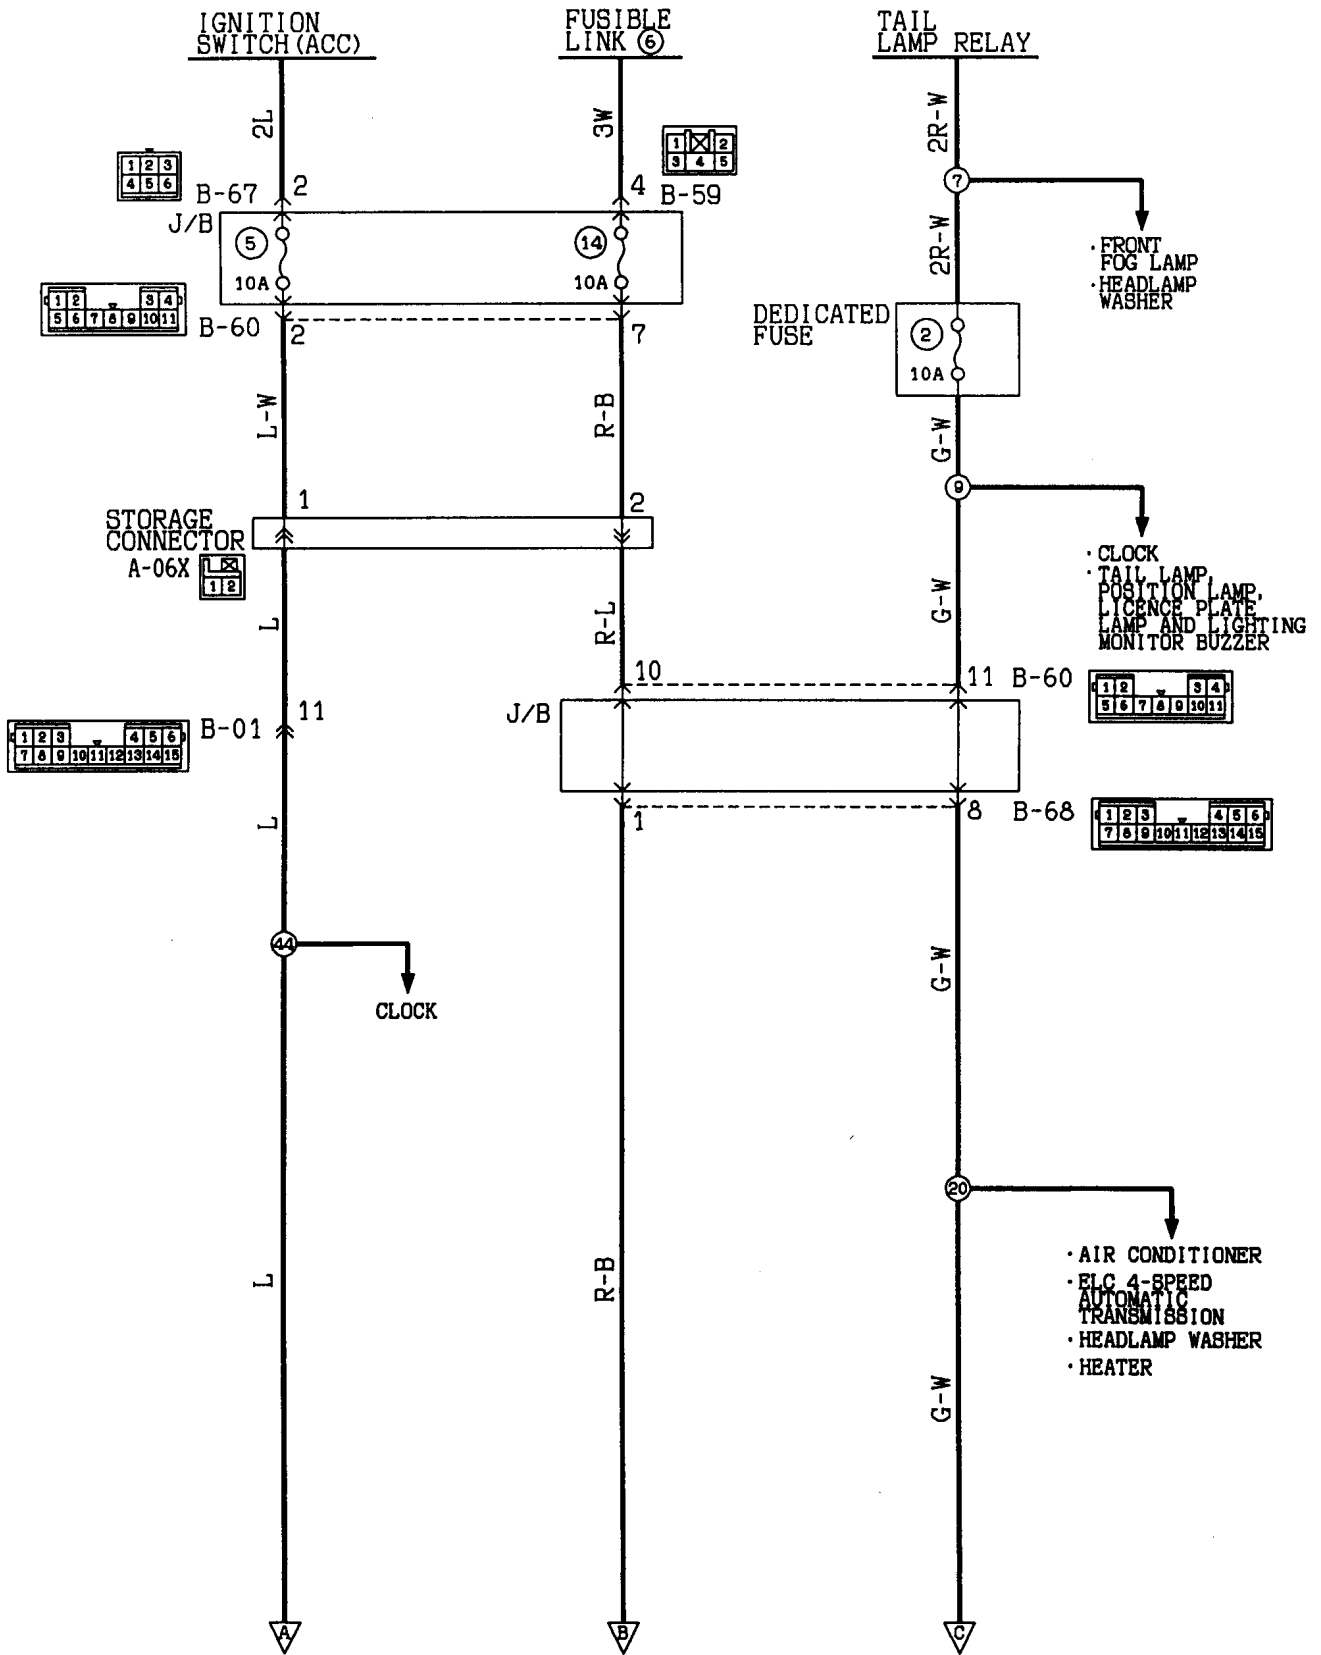 IGNITION
SWITCH(ACC)
FUSIBLE
LINK ⑥
TAIL
LAMP RELAY
2L
3W
2R-W
1 2 3
4 5 6
B-67
2
4
B-59
1 2
3 4 5
7
2R-W
· FRONT
FOG LAMP
· HEADLAMP
WASHER
J/B
5
10A
14
10A
1 2 3 4
5 6 7 8 9 10 11
B-60
2
7
DEDICATED
FUSE
2
10A
L-W
R-B
G-W
9
· CLOCK
· TAIL LAMP,
POSITION LAMP,
LICENCE PLATE
LAMP AND LIGHTING
MONITOR BUZZER
STORAGE
CONNECTOR
1
2
A-06X
1 2
L
R-L
G-W
10
11
B-60
1 2 3 4
5 6 7 8 9 10 11
J/B
1 2 3 4 5 6
7 8 9 10 11 12 13 14 15
B-01
11
1
8
B-68
1 2 3 4 5 6
7 8 9 10 11 12 13 14 15
L
44
CLOCK
G-W
20
· AIR CONDITIONER
· ELC 4-SPEED
AUTOMATIC
TRANSMISSION
· HEADLAMP WASHER
· HEATER
L
R-B
G-W
A
B
C